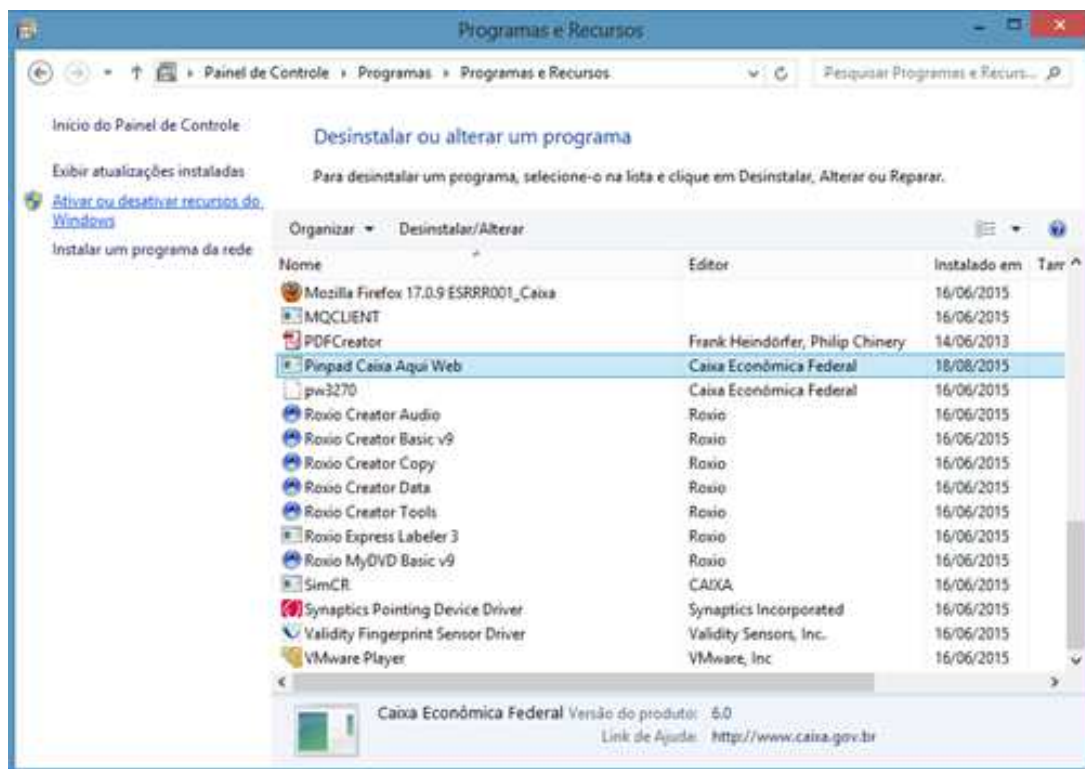 Programas e Recursos
Painel de Controle Programas Programas e Recursos Pesquisar Programas e Recurs...
Início do Painel de Controle
Exibir atualizações instaladas
Ativar ou desativar recursos do
Windows
Instalar um programa da rede
Desinstalar ou alterar um programa
Para desinstalar um programa, selecione-o na lista e clique em Desinstalar, Alterar ou Reparar.
Organizar Desinstalar/Alterar
Nome Editor Instalado em Tam
Mozilla Firefox 17.0.9 ESRRR001_Caixa 16/06/2015
MQCLIENT 16/06/2015
PDFCreator Frank Heindörfer, Philip Chinery 14/06/2013
Pinpad Caixa Aqui Web Caixa Econômica Federal 18/08/2015
pw3270 Caixa Econômica Federal 16/06/2015
Roxio Creator Audio Roxio 16/06/2015
Roxio Creator Basic v9 Roxio 16/06/2015
Roxio Creator Copy Roxio 16/06/2015
Roxio Creator Data Roxio 16/06/2015
Roxio Creator Tools Roxio 16/06/2015
Roxio Express Labeler 3 Roxio 16/06/2015
Roxio MyDVD Basic v9 Roxio 16/06/2015
SimCR CAIXA 16/06/2015
Synaptics Pointing Device Driver Synaptics Incorporated 16/06/2015
Validity Fingerprint Sensor Driver Validity Sensors, Inc. 16/06/2015
VMware Player VMware, Inc 16/06/2015
Caixa Econômica Federal Versão do produto: 6.0
Link de Ajuda: http://www.caixa.gov.br